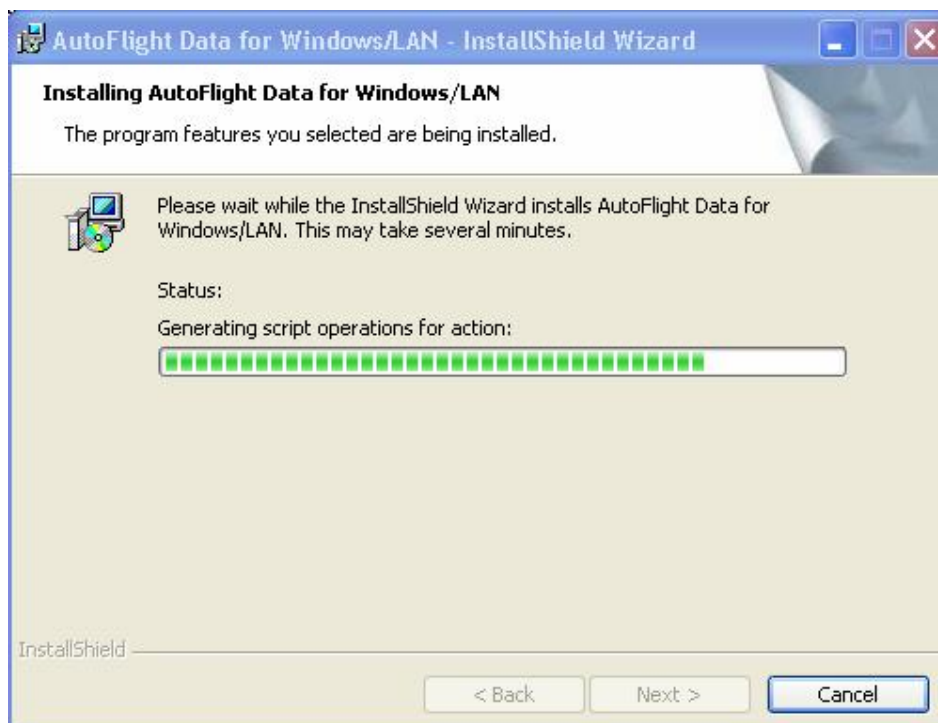 AutoFlight Data for Windows/LAN - InstallShield Wizard
Installing AutoFlight Data for Windows/LAN
The program features you selected are being installed.
Please wait while the InstallShield Wizard installs AutoFlight Data for
Windows/LAN. This may take several minutes.
Status:
Generating script operations for action:
InstallShield
< Back Next > Cancel